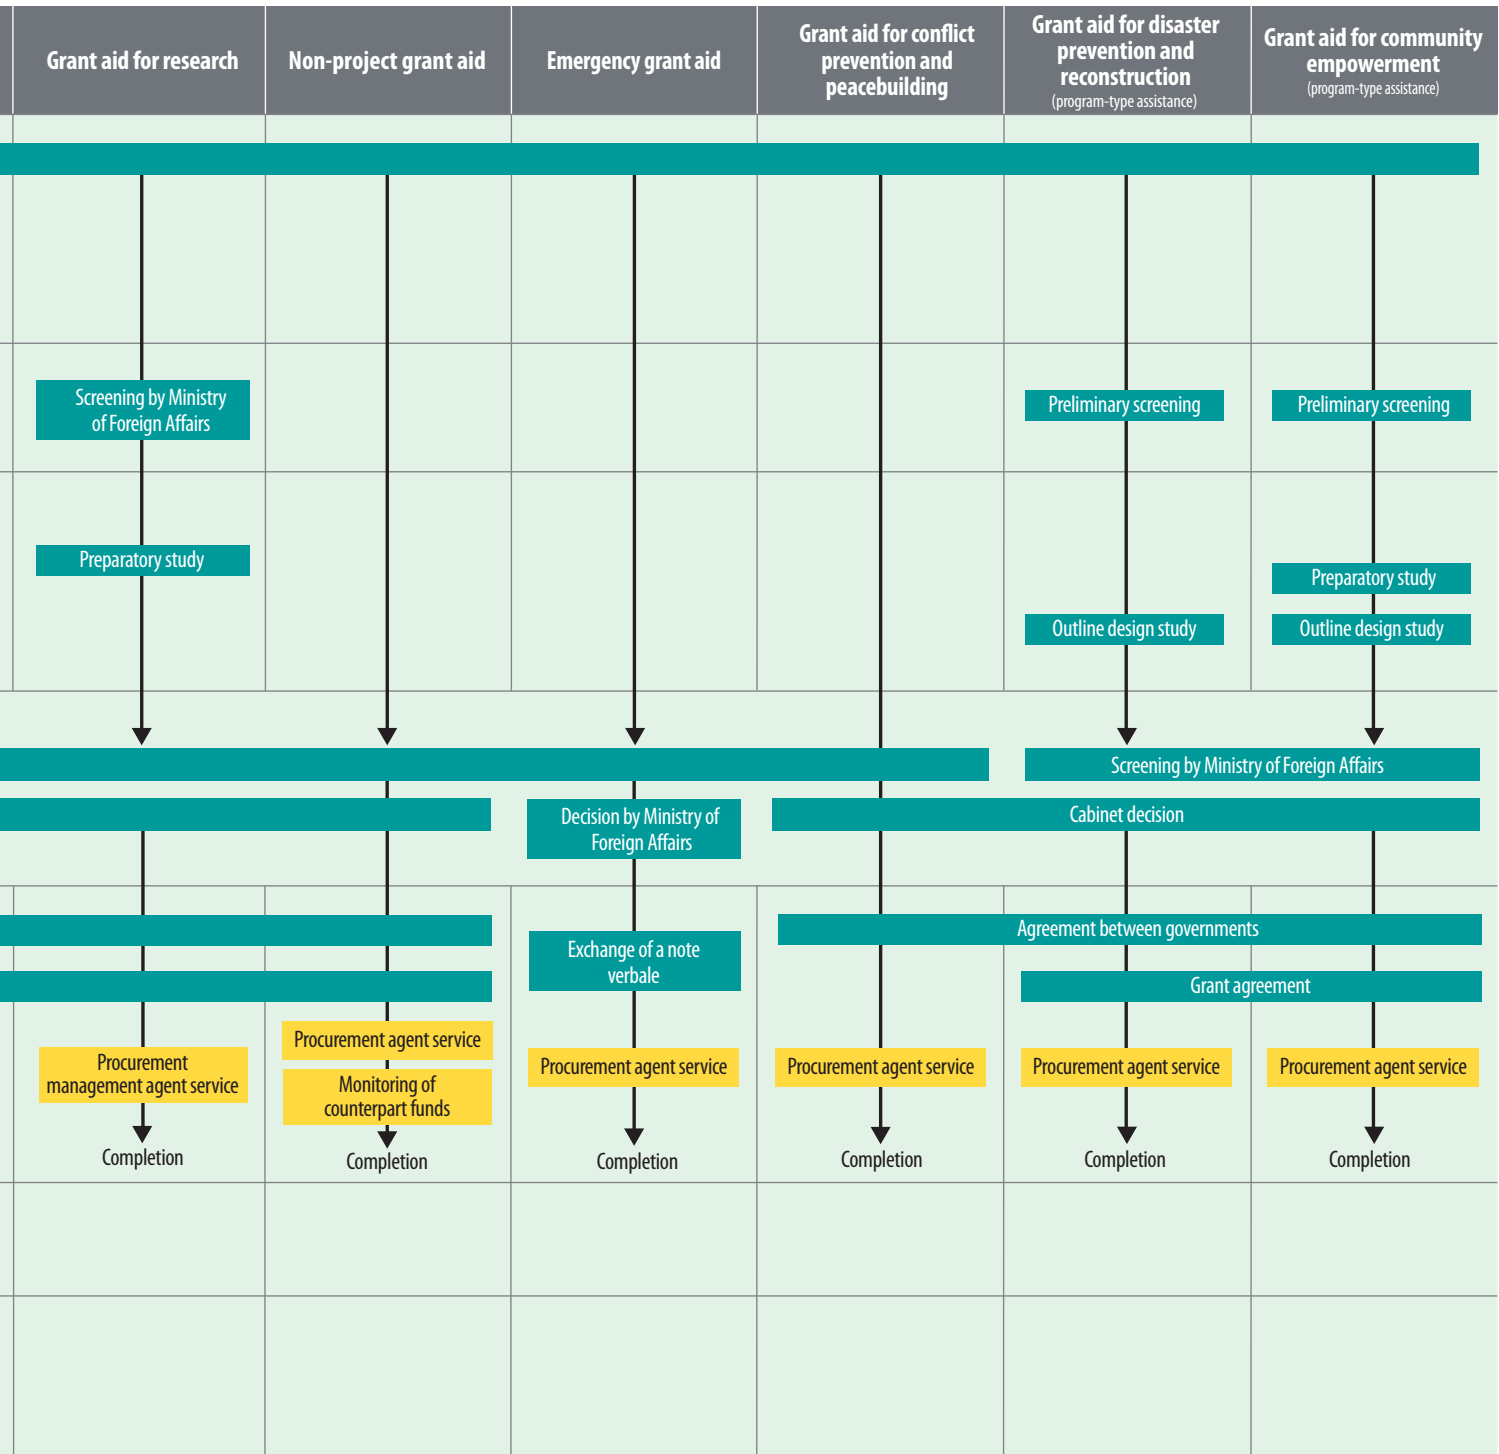 Grant aid for research
Non-project grant aid
Emergency grant aid
Grant aid for conflict
prevention and
peacebuilding
Grant aid for disaster
prevention and
reconstruction
(program-type assistance)
Grant aid for community
empowerment
(program-type assistance)
Screening by Ministry
of Foreign Affairs
Preliminary screening
Preliminary screening
Preparatory study
Preparatory study
Outline design study
Outline design study
Screening by Ministry of Foreign Affairs
Decision by Ministry of
Foreign Affairs
Cabinet decision
Agreement between governments
Exchange of a note
verbale
Grant agreement
Procurement
management agent service
Procurement agent service
Monitoring of
counterpart funds
Procurement agent service
Procurement agent service
Procurement agent service
Procurement agent service
Completion
Completion
Completion
Completion
Completion
Completion